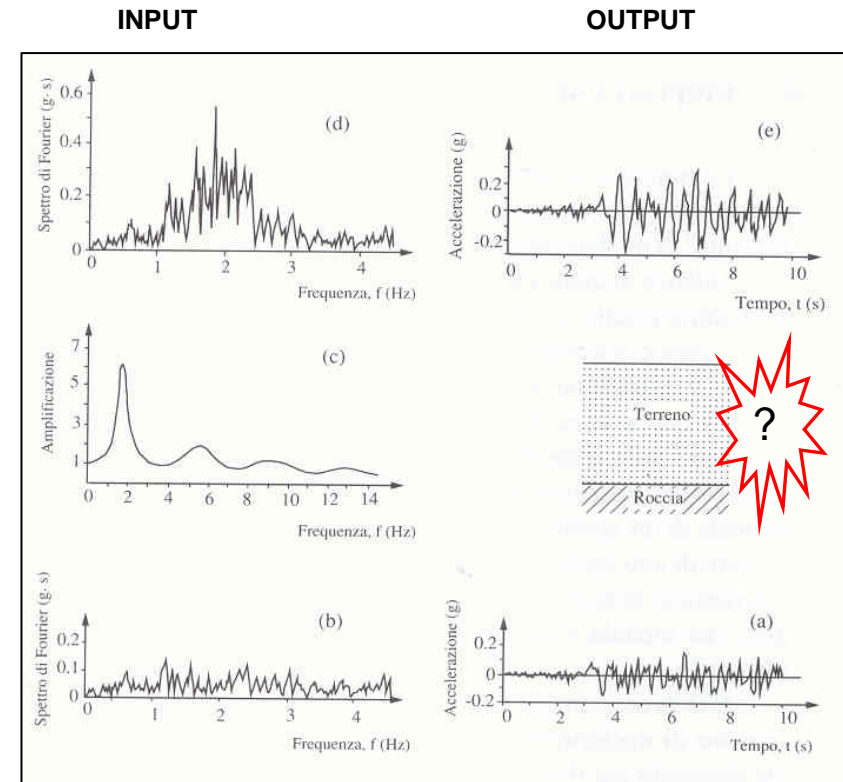 INPUT
OUTPUT
Spettro di Fourier (g· s)
0.6
0.4
0.2
0
(d)
0 1 2 3 4
Frequenza, f (Hz)
Accelerazione (g)
0.2
0
-0.2
(e)
0 2 4 6 8 10
Tempo, t (s)
Amplificazione
7
5
3
1
(c)
0 2 4 6 8 10 12 14
Frequenza, f (Hz)
Terreno
?
Roccia
Spettro di Fourier (g· s)
0.2
0.1
0
(b)
0 1 2 3 4
Frequenza, f (Hz)
Accelerazione (g)
0.2
0
-0.2
(a)
0 2 4 6 8 10
Tempo, t (s)